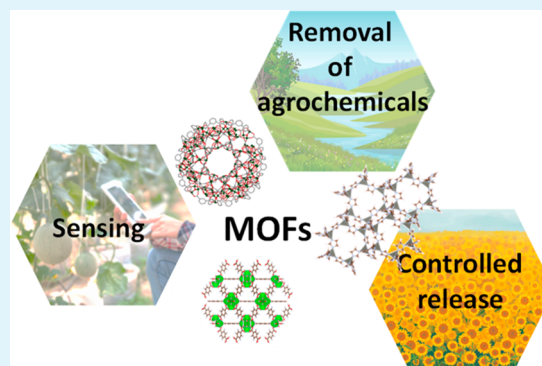 Removal
of
agrochemicals
Sensing
MOFs
Controlled
release